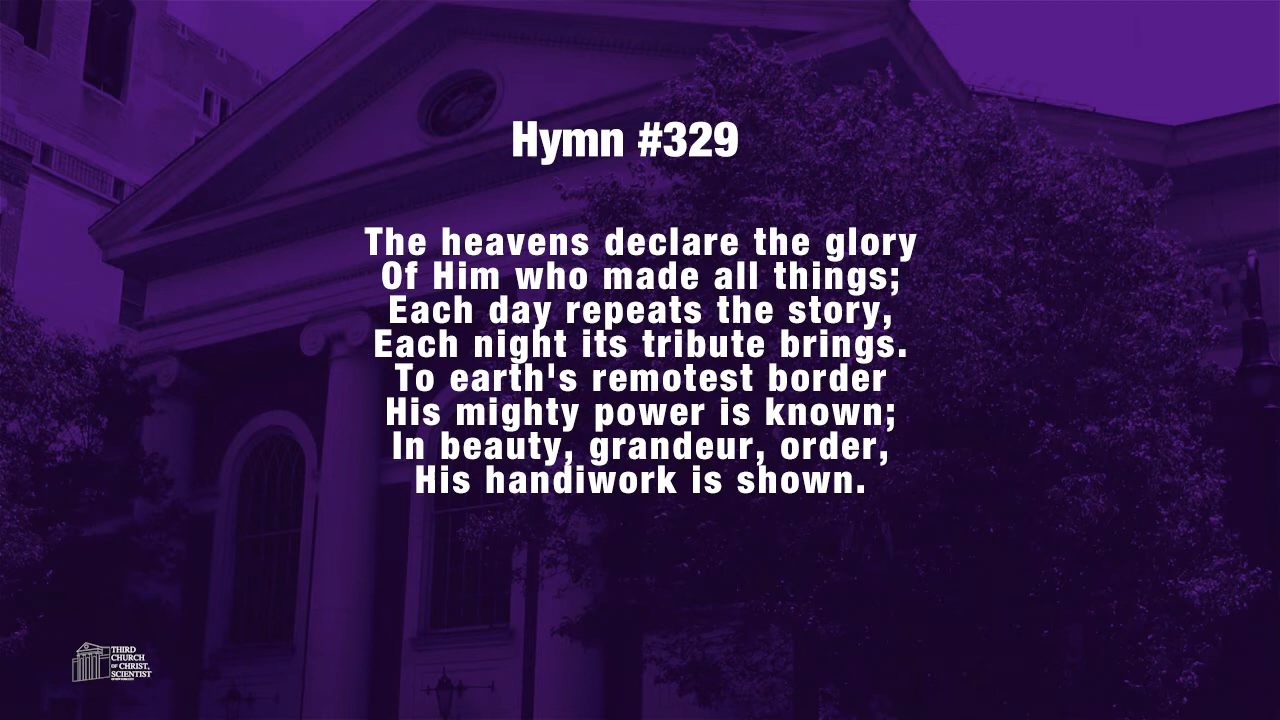 Hymn #329
The heavens declare the glory
Of Him who made all things;
Each day repeats the story,
Each night its tribute brings.
To earth's remotest border
His mighty power is known;
In beauty, grandeur, order,
His handiwork is shown.
THIRD
CHURCH
OF CHRIST,
SCIENTIST